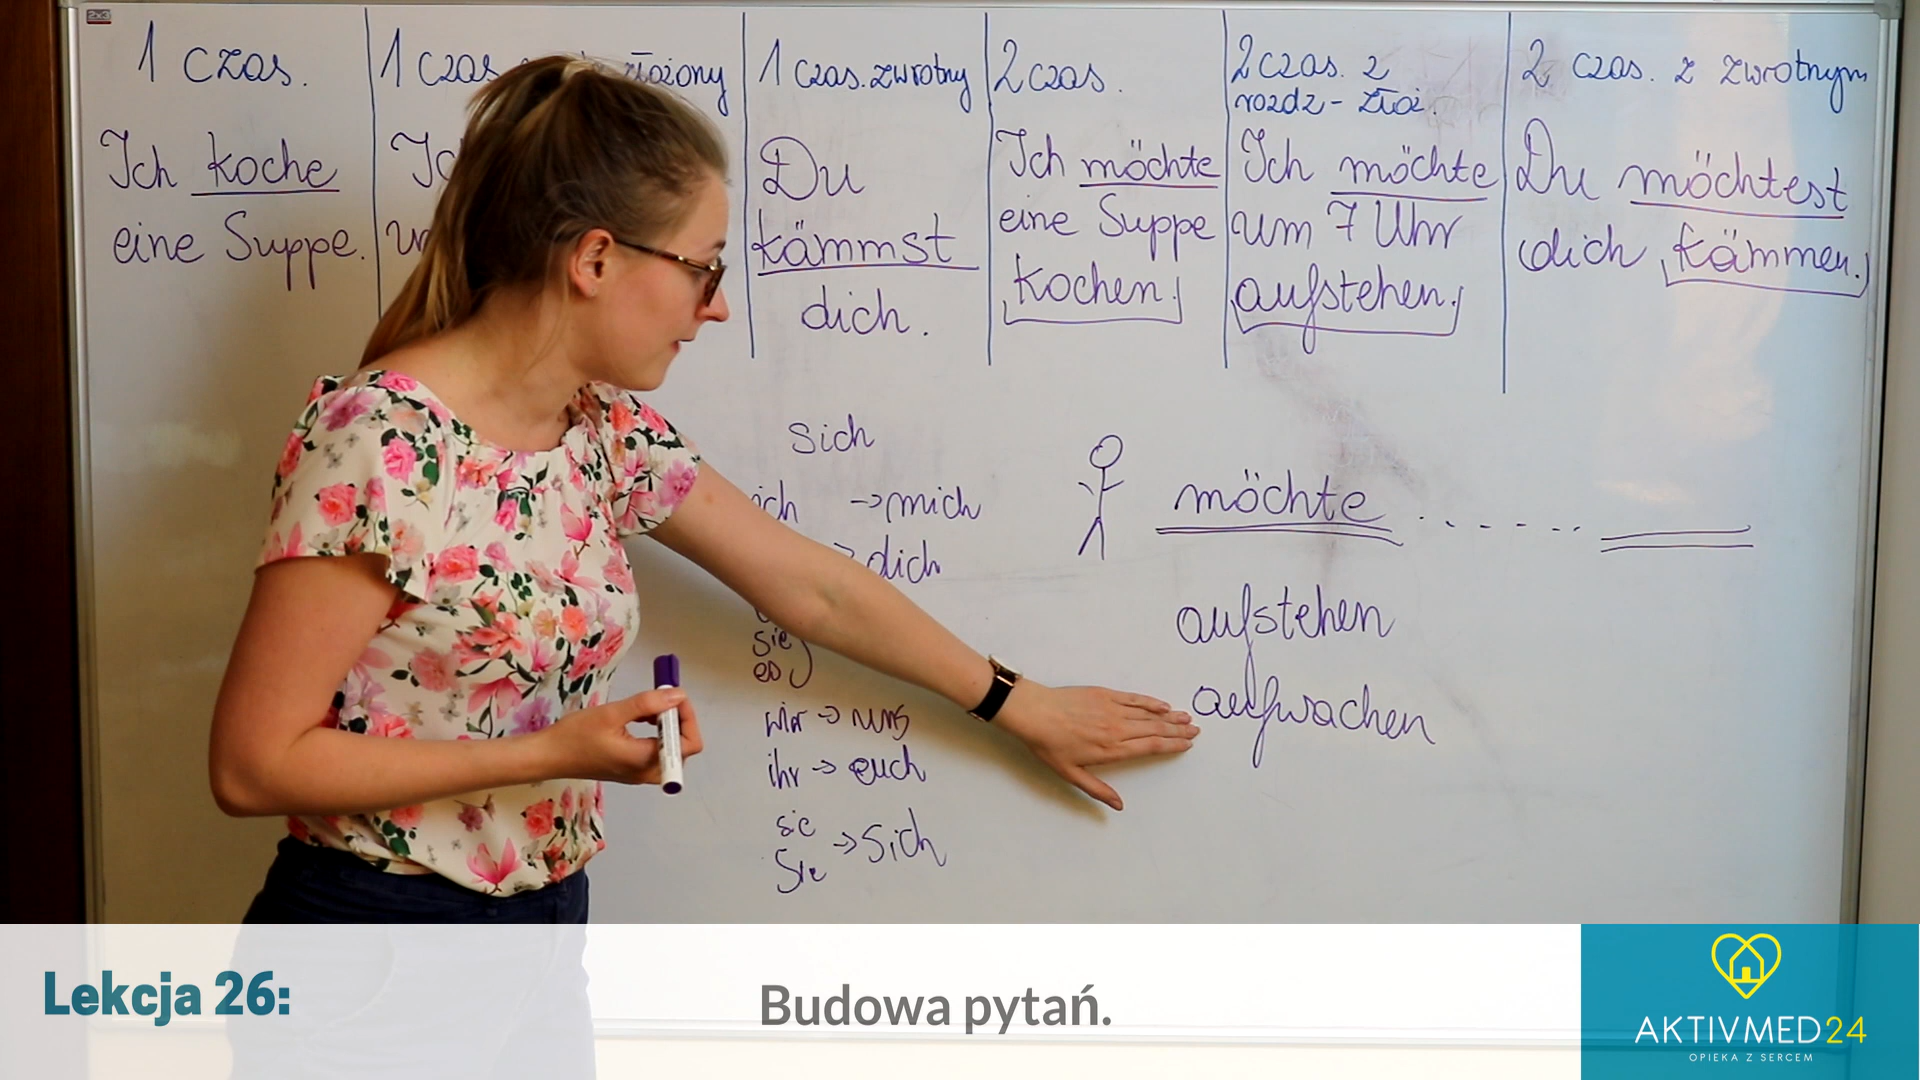 1 czas.
Ich koche
eine Suppe.
1 czas złożony
1 czas. zwrotny
Du
kämmst
dich.
2 czas.
Ich möchte
eine Suppe
kochen.
2 czas. z
rozdz-złoż.
Ich möchte
um 7 Uhr
aufstehen.
2 czas. z zwrotnym
Du möchtest
dich kämmen.
sich
ich -> mich
-> dich
sie
es
wir -> uns
ihr -> euch
sie
Sie -> sich
möchte
aufstehen
aufwachen
Lekcja 26:
Budowa pytań.
AKTIVMED24
OPIEKA Z SERCEM